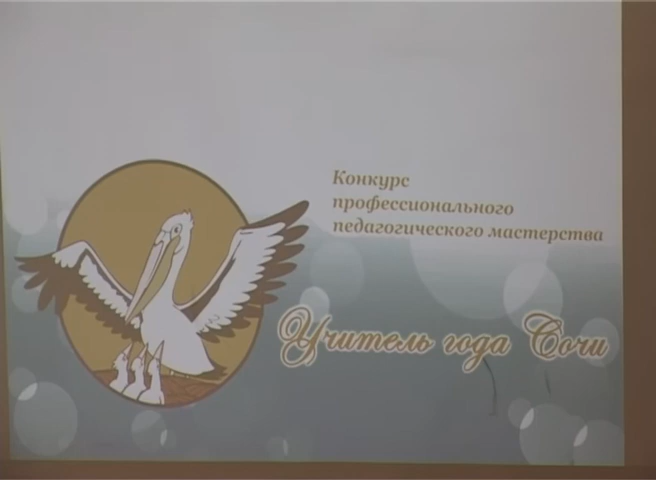 Конкурс
профессионального
педагогического мастерства
Учитель года Сочи